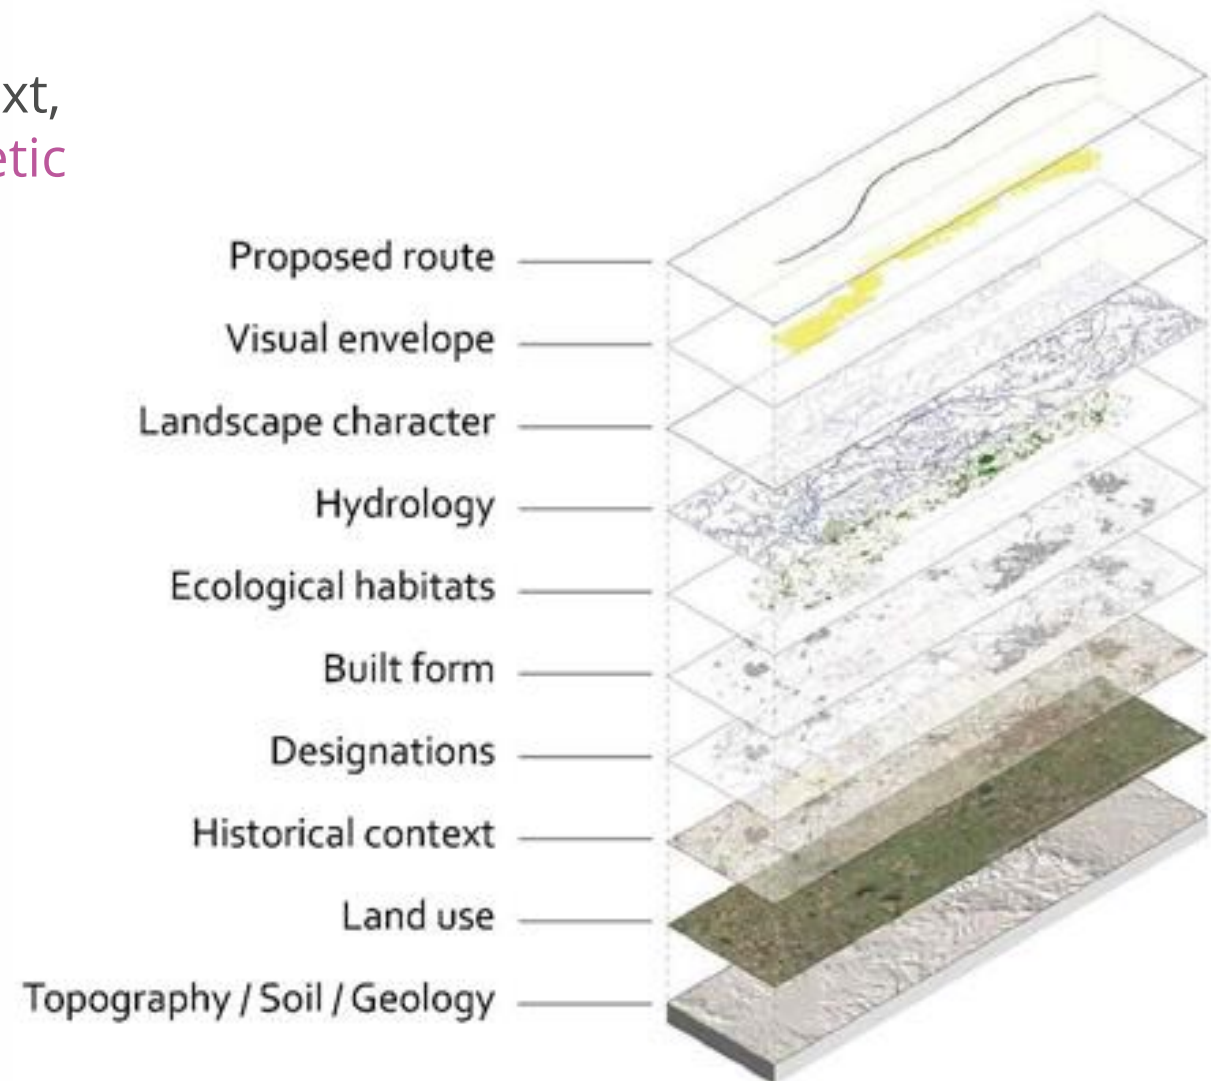 xt,
etic
Proposed route
Visual envelope
Landscape character
Hydrology
Ecological habitats
Built form
Designations
Historical context
Land use
Topography / Soil / Geology